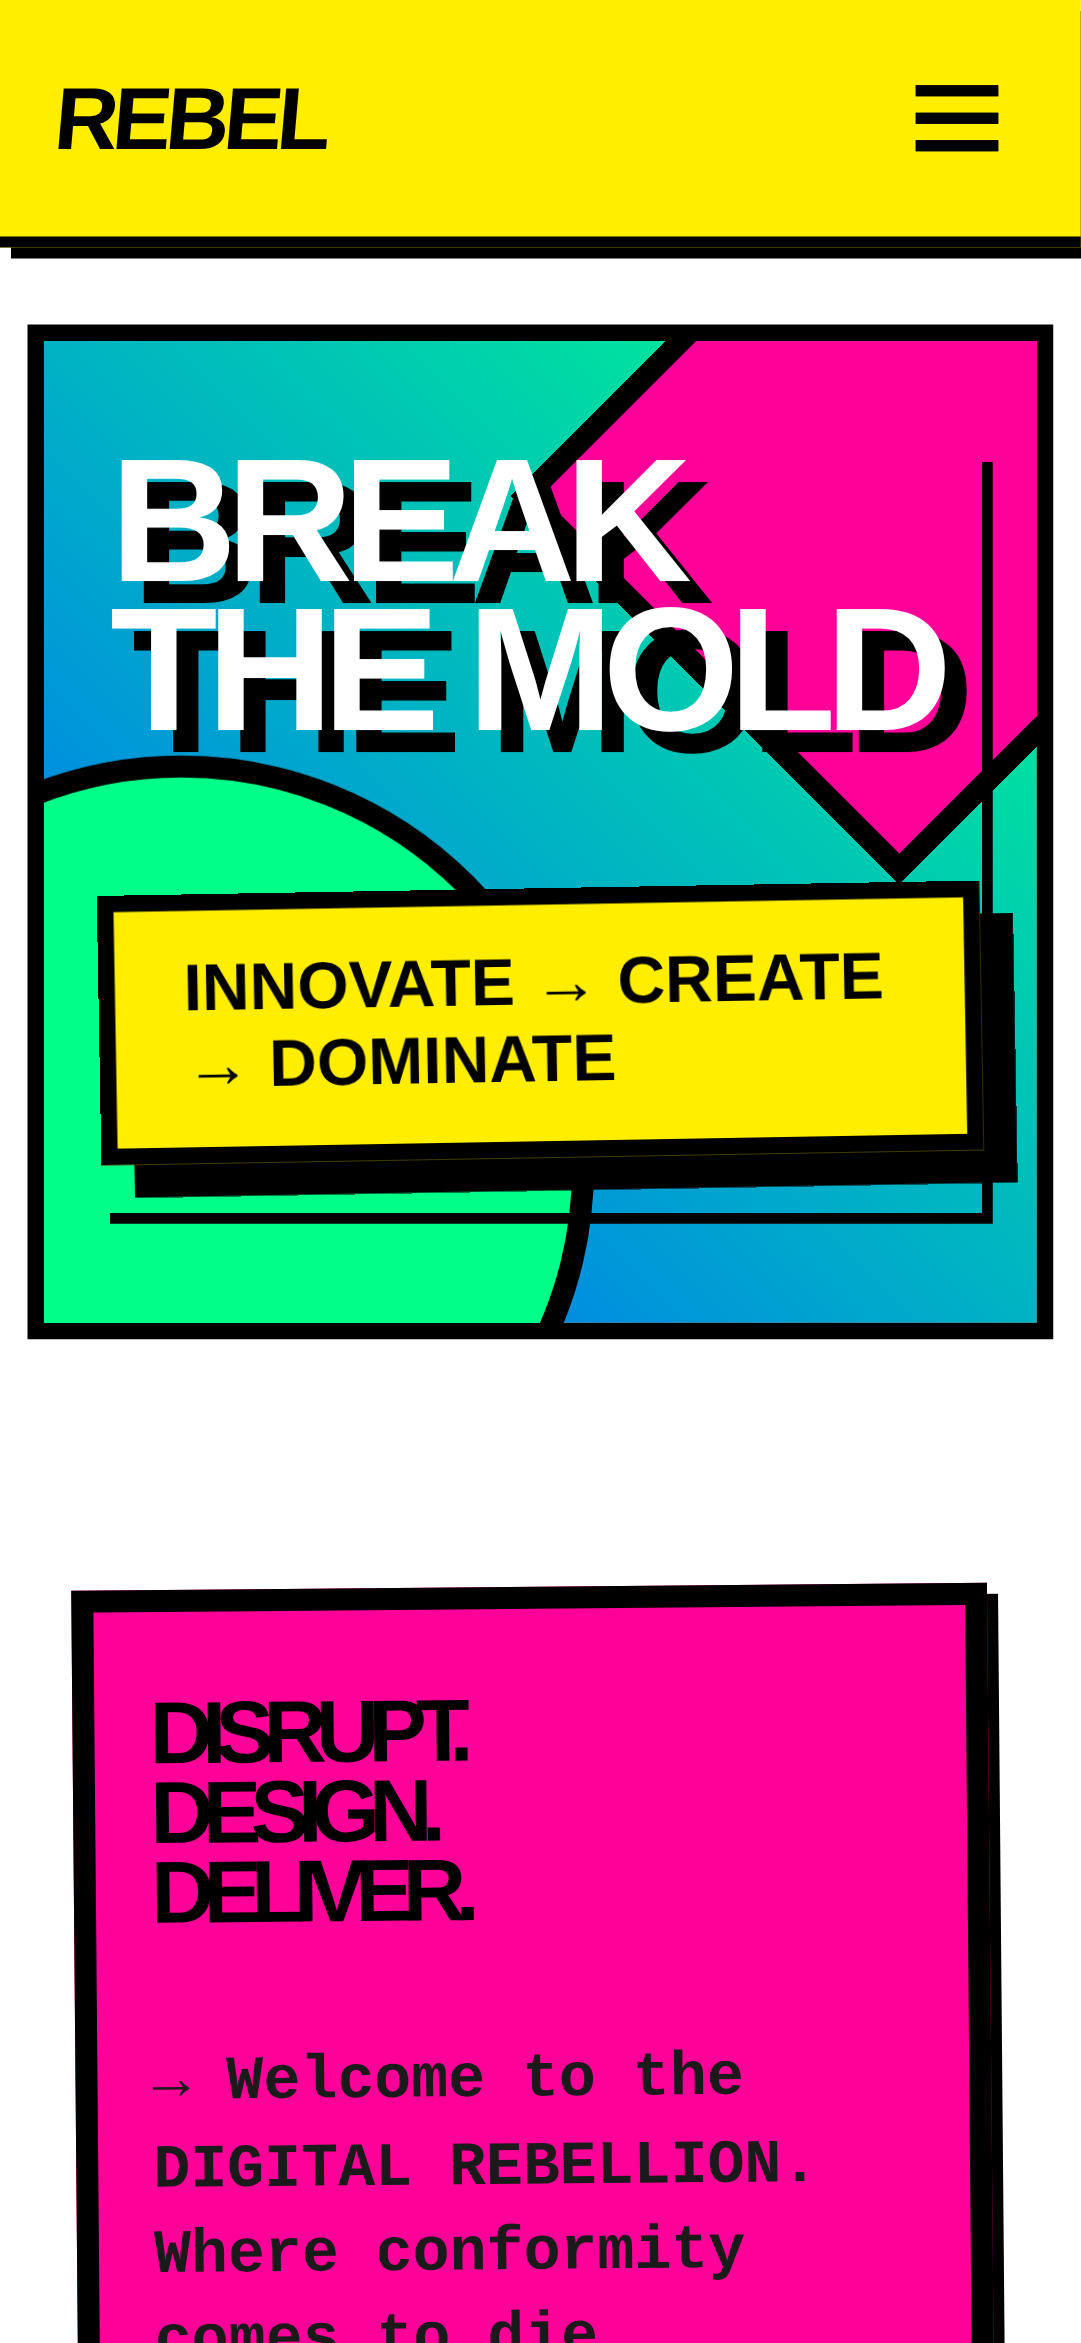 REBEL
BREAK
THE MOLD
INNOVATE → CREATE
→ DOMINATE
DISRUPT.
DESIGN.
DELIVER.
→ Welcome to the
DIGITAL REBELLION.
Where conformity
comes to die